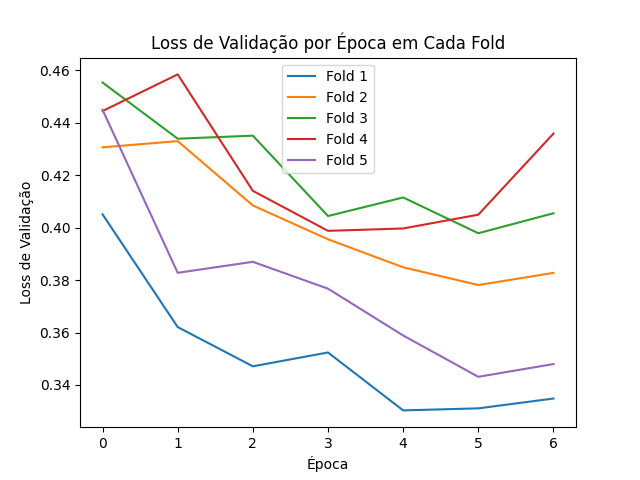 Loss de Validação por Época em Cada Fold
Loss de Validação
0.46
0.44
0.42
0.40
0.38
0.36
0.34
Fold 1
Fold 2
Fold 3
Fold 4
Fold 5
0 1 2 3 4 5 6
Época